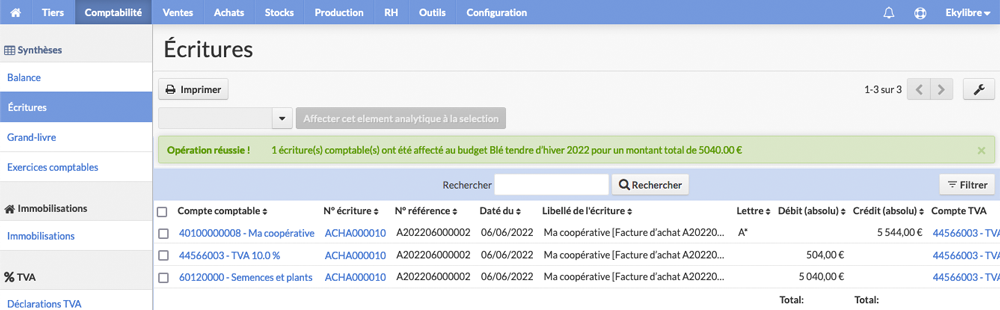 Tiers Comptabilité Ventes Achats Stocks Production RH Outils Configuration Ekylibre
Synthèses
Balance
Écritures
Grand-livre
Exercices comptables
Immobilisations
Immobilisations
TVA
Déclarations TVA
Écritures
Imprimer 1-3 sur 3
Affecter cet element analytique à la selection
Opération réussie ! 1 écriture(s) comptable(s) ont été affecté au budget Blé tendre d'hiver 2022 pour un montant total de 5040.00 € ×
Rechercher Rechercher Filtrer
Compte comptable N° écriture N° référence Daté du Libellé de l'écriture Lettre Débit (absolu) Crédit (absolu) Compte TVA
40100000008 - Ma coopérative ACHA000010 A202206000002 06/06/2022 Ma coopérative [Facture d'achat A20220... A* 5 544,00 € 44566003 - TV
44566003 - TVA 10.0 % ACHA000010 A202206000002 06/06/2022 Ma coopérative [Facture d'achat A20220... 504,00 € 44566003 - TV
60120000 - Semences et plants ACHA000010 A202206000002 06/06/2022 Ma coopérative [Facture d'achat A20220... 5 040,00 € 44566003 - TV
Total: Total: